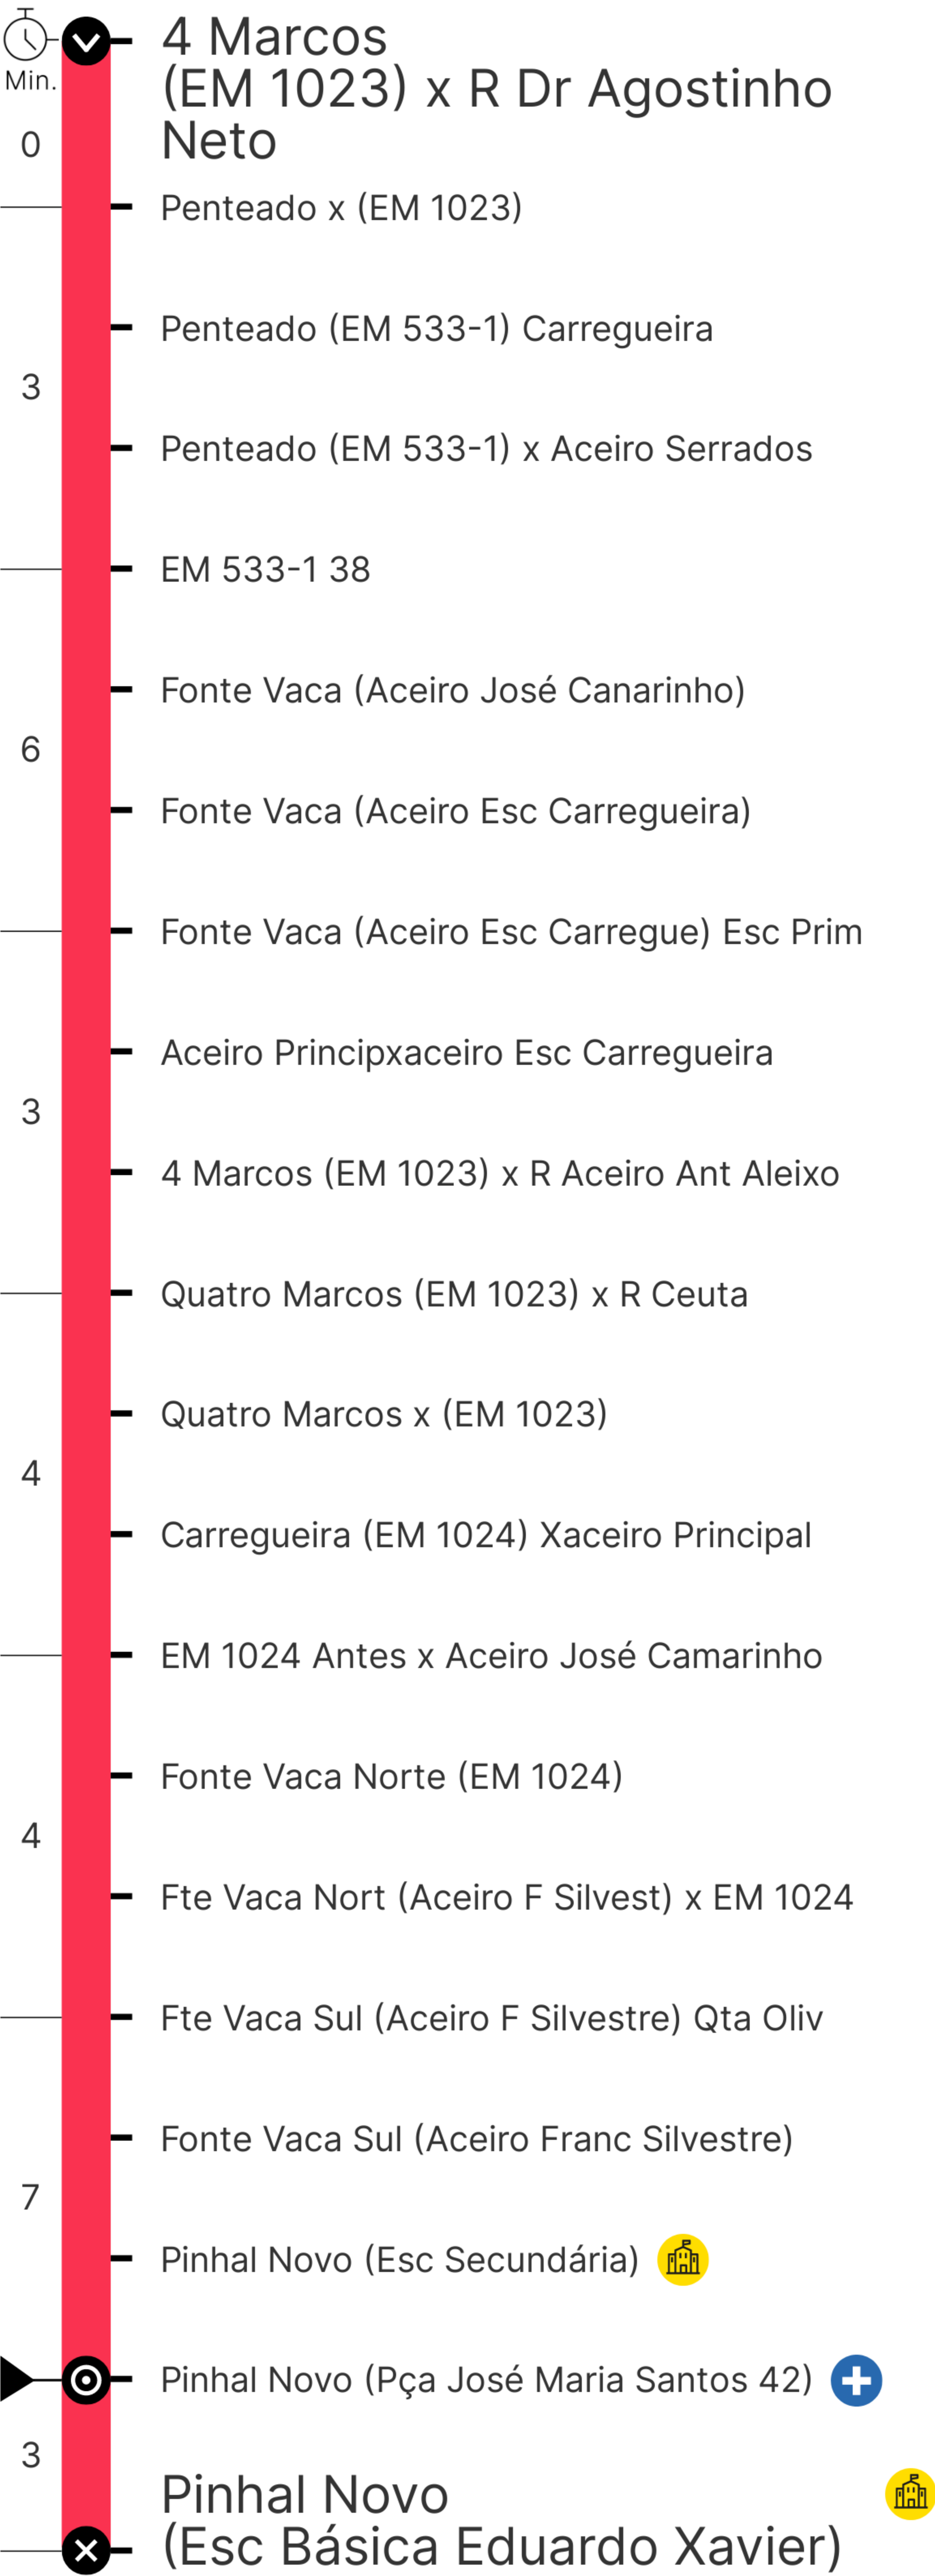 4 Marcos
Min.
(EM 1023) x R Dr Agostinho
0
Neto
Penteado x (EM 1023)
Penteado (EM 533-1) Carregueira
3
Penteado (EM 533-1) x Aceiro Serrados
EM 533-1 38
Fonte Vaca (Aceiro José Canarinho)
6
Fonte Vaca (Aceiro Esc Carregueira)
Fonte Vaca (Aceiro Esc Carregue) Esc Prim
Aceiro Principxaceiro Esc Carregueira
3
4 Marcos (EM 1023) x R Aceiro Ant Aleixo
Quatro Marcos (EM 1023) x R Ceuta
Quatro Marcos x (EM 1023)
4
Carregueira (EM 1024) Xaceiro Principal
EM 1024 Antes x Aceiro José Camarinho
Fonte Vaca Norte (EM 1024)
4
Fte Vaca Nort (Aceiro F Silvest) x EM 1024
Fte Vaca Sul (Aceiro F Silvestre) Qta Oliv
Fonte Vaca Sul (Aceiro Franc Silvestre)
7
Pinhal Novo (Esc Secundária)
Pinhal Novo (Pça José Maria Santos 42)
3
Pinhal Novo
(Esc Básica Eduardo Xavier)